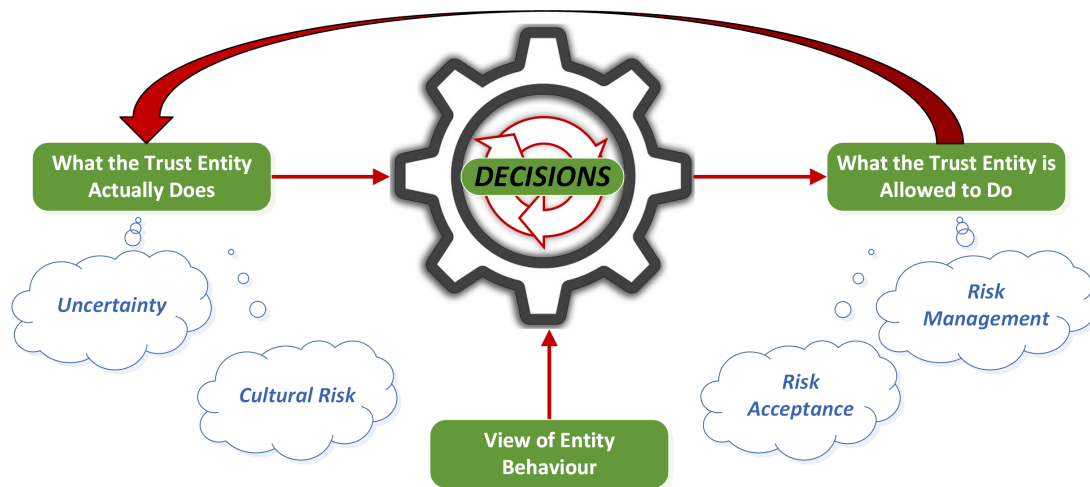 What the Trust Entity
Actually Does
DECISIONS
What the Trust Entity is
Allowed to Do
Uncertainty
Cultural Risk
Risk
Management
Risk
Acceptance
View of Entity
Behaviour